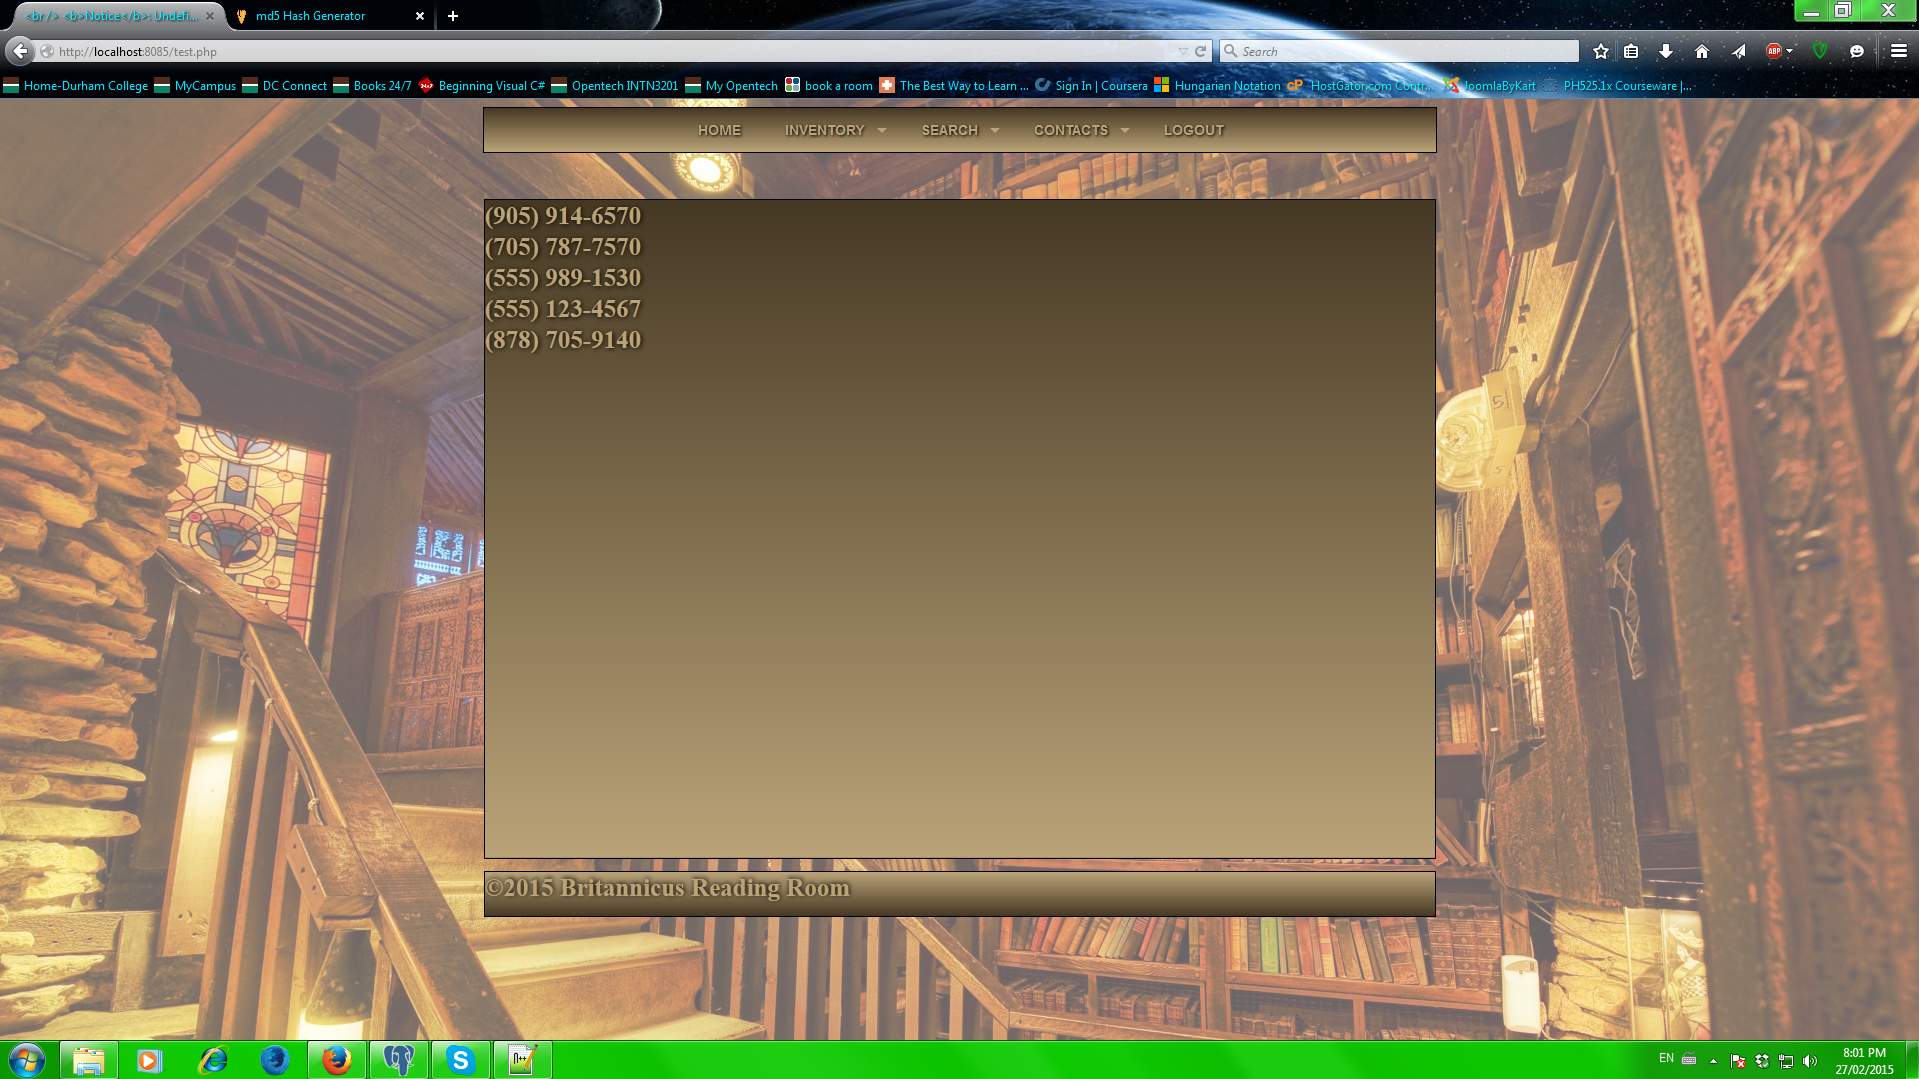 <br /> <b>Notice</b>: Undefi...
md5 Hash Generator
http://localhost:8085/test.php
Search
ABP
Home-Durham College
MyCampus
DC Connect
Books 24/7
Beginning Visual C#
Opentech INTN3201
My Opentech
book a room
The Best Way to Learn ...
Sign In | Coursera
Hungarian Notation
HostGator.com Contr...
JoomlaByKart
PH525.1x Courseware |...
HOME
INVENTORY
SEARCH
CONTACTS
LOGOUT
(905) 914-6570
(705) 787-7570
(555) 989-1530
(555) 123-4567
(878) 705-9140
©2015 Britannicus Reading Room
EN
8:01 PM
27/02/2015